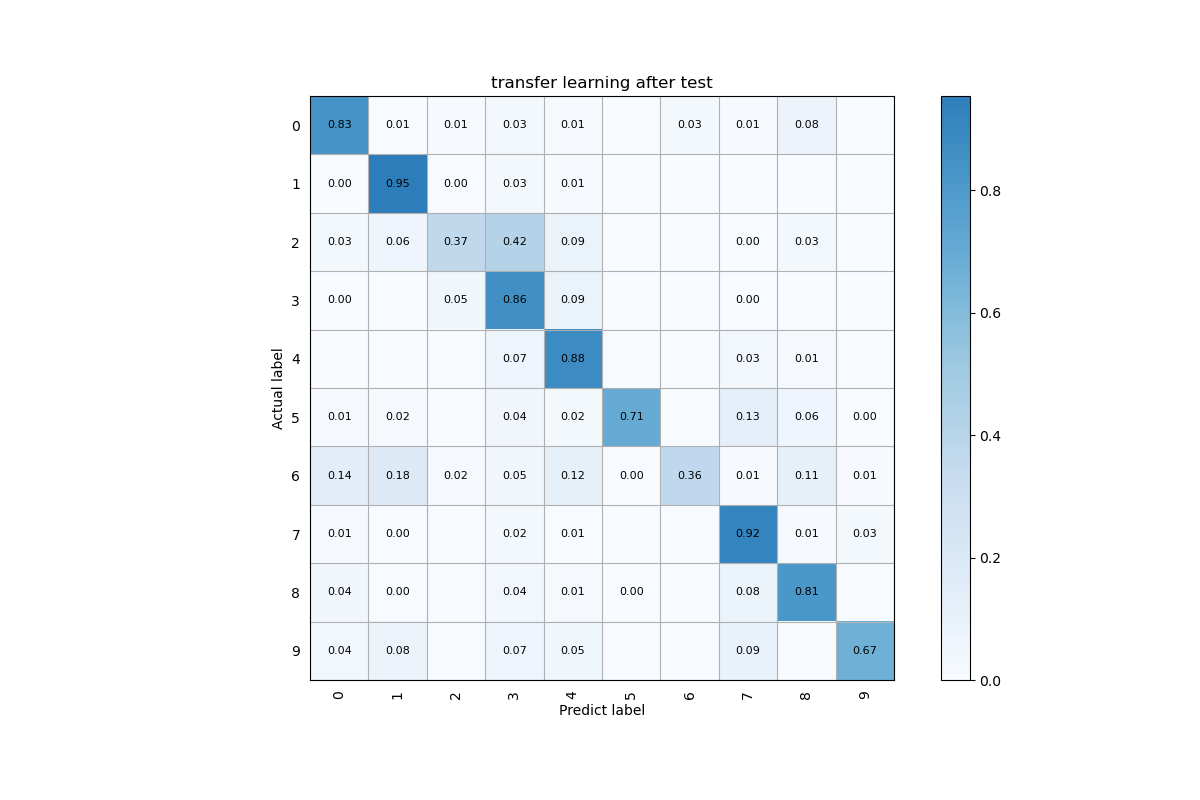 transfer learning after test
0 0.83 0.01 0.01 0.03 0.01 0.03 0.01 0.08
1 0.00 0.95 0.00 0.03 0.01
2 0.03 0.06 0.37 0.42 0.09 0.00 0.03
3 0.00 0.05 0.86 0.09 0.00
4 0.07 0.88 0.03 0.01
5 0.01 0.02 0.04 0.02 0.71 0.13 0.06 0.00
6 0.14 0.18 0.02 0.05 0.12 0.00 0.36 0.01 0.11 0.01
7 0.01 0.00 0.02 0.01 0.92 0.01 0.03
8 0.04 0.00 0.04 0.01 0.00 0.08 0.81
9 0.04 0.08 0.07 0.05 0.09 0.67
0 1 2 3 4 5 6 7 8 9
Predict label
Actual label
0.8
0.6
0.4
0.2
0.0